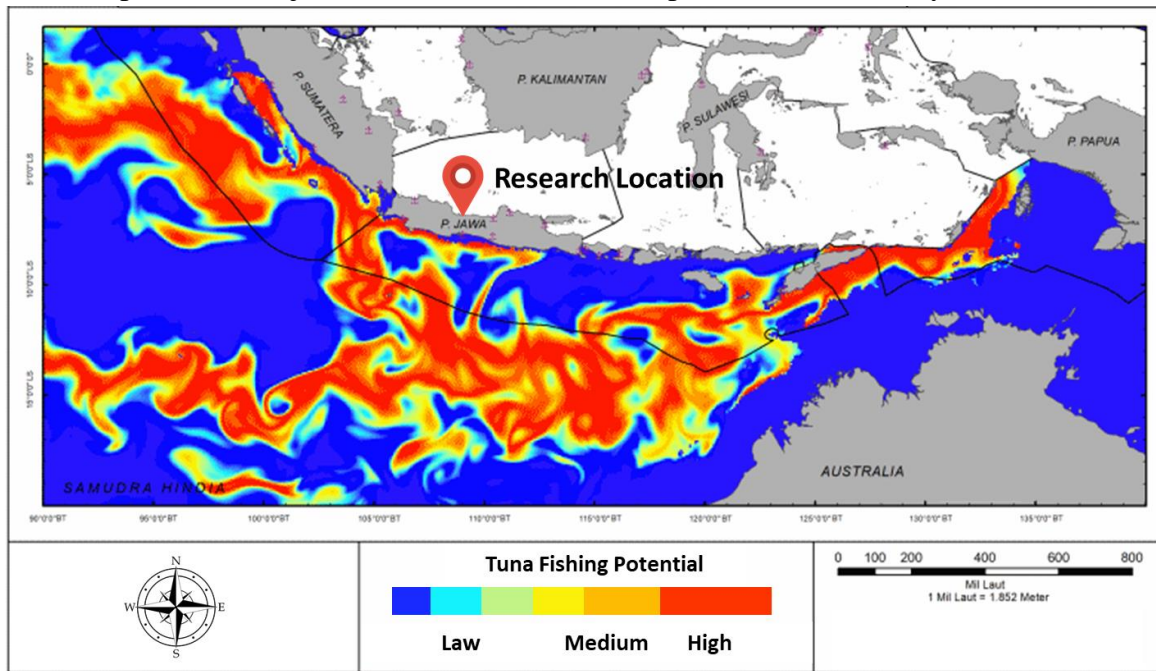 P. KALIMANTAN
P. SUMATERA
P. SULAWESI
P. PAPUA
Research Location
P. JAWA
AUSTRALIA
SAMUDRA HINDIA
0°0'0"
5°0'0"LS
10°0'0"LS
15°0'0"LS
90°0'0"BT 95°0'0"BT 100°0'0"BT 105°0'0"BT 110°0'0"BT 115°0'0"BT 120°0'0"BT 125°0'0"BT 130°0'0"BT 135°0'0"BT
N
W E
S
Tuna Fishing Potential
Law Medium High
0 100 200 400 600 800
Mil Laut
1 Mil Laut = 1.852 Meter